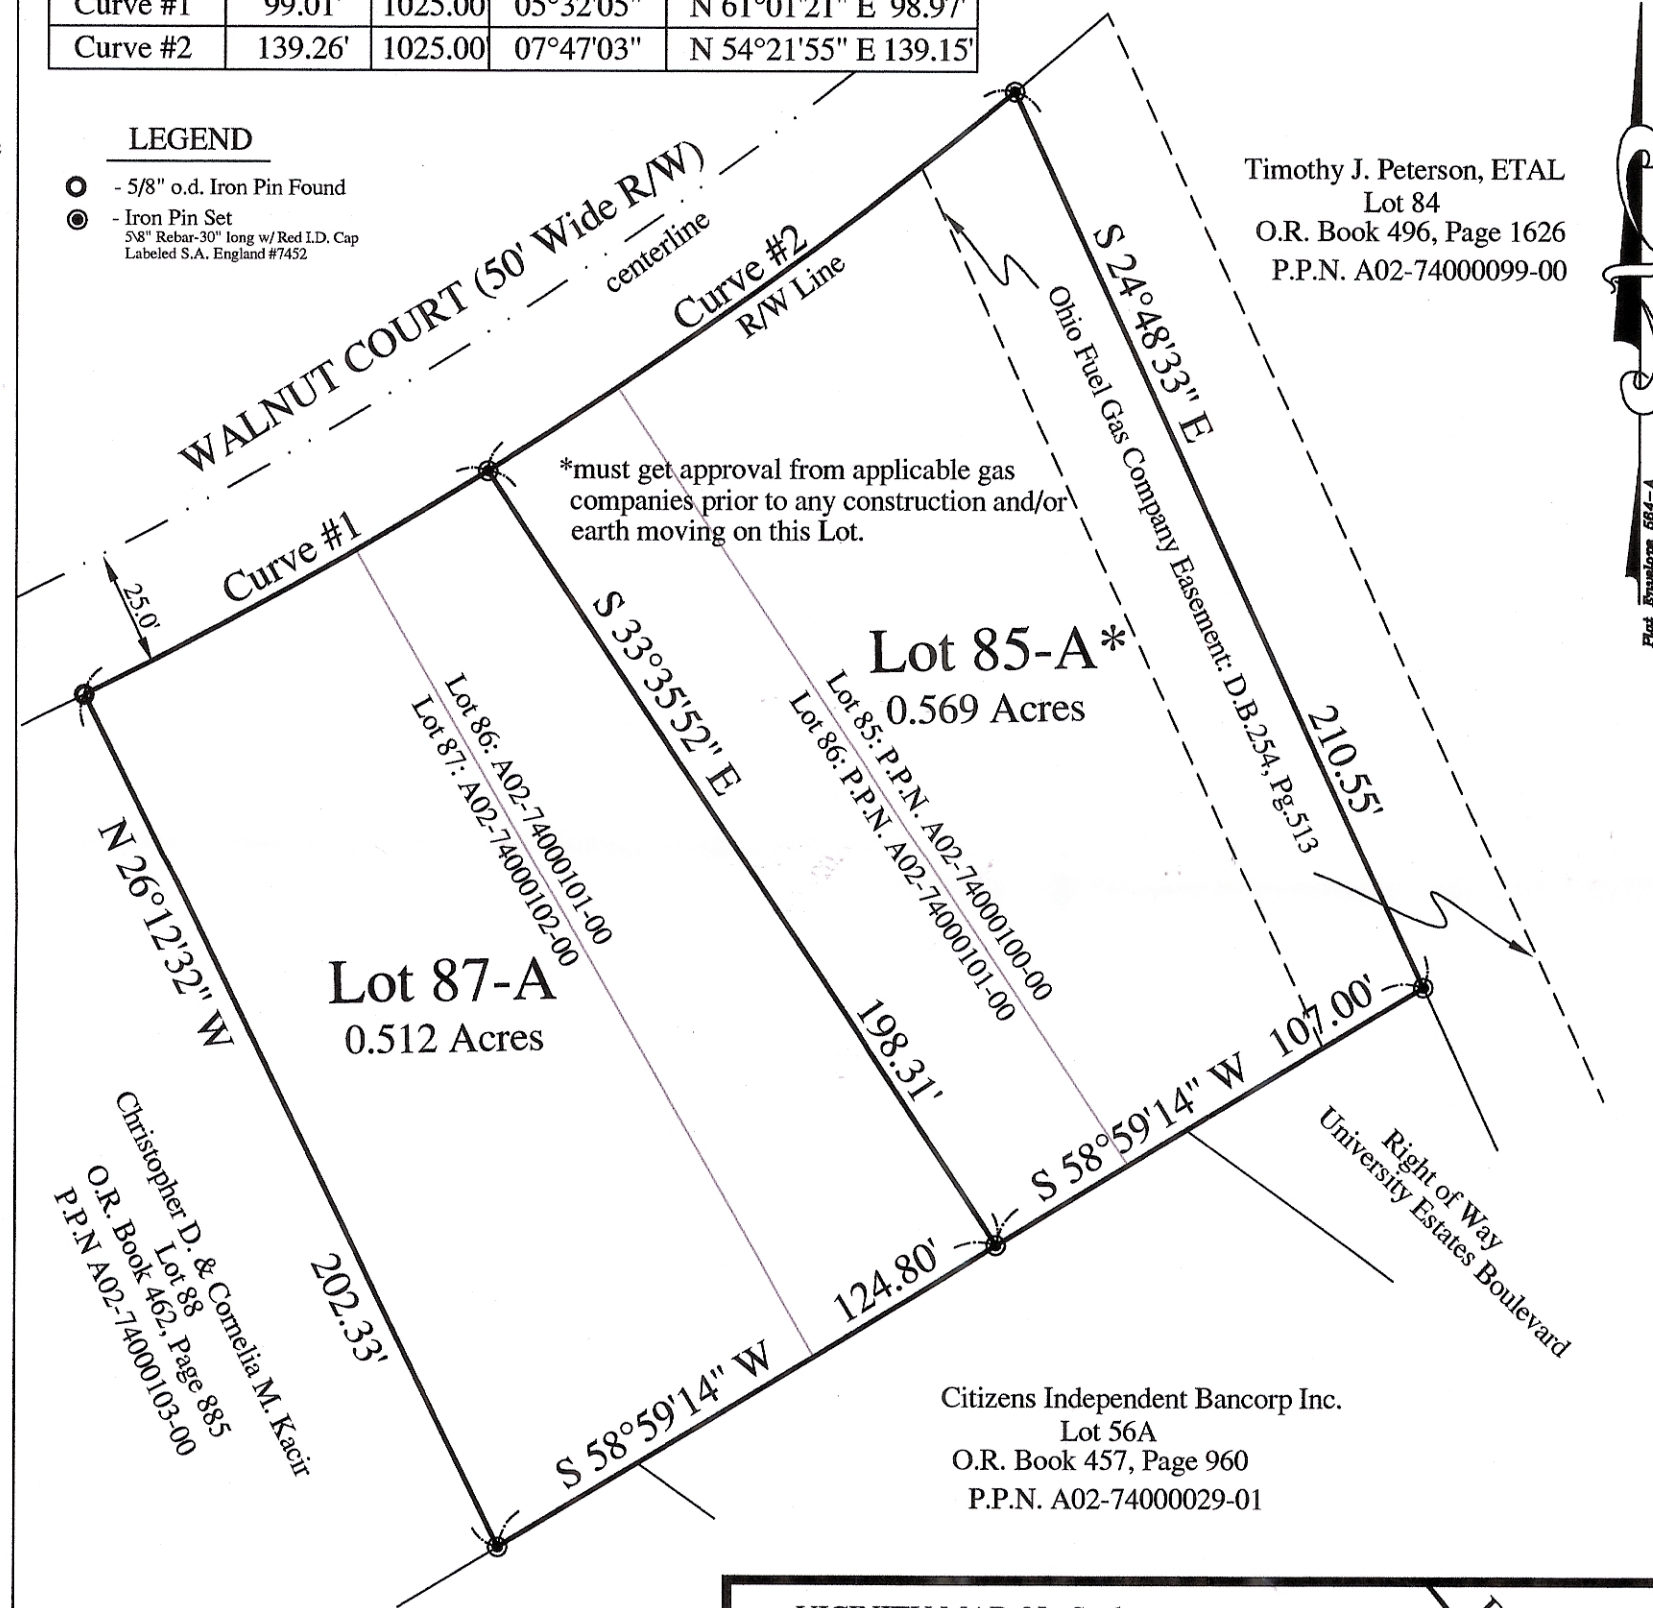 Curve #1 99.01' 1025.00' 05°32'05" N 61°01'21" E 98.97'
Curve #2 139.26' 1025.00' 07°47'03" N 54°21'55" E 139.15'
LEGEND
- 5/8" o.d. Iron Pin Found
- Iron Pin Set
5\8" Rebar-30" long w/ Red I.D. Cap
Labeled S.A. England #7452
WALNUT COURT (50' Wide R/W)
centerline
Curve #2
R/W Line
Timothy J. Peterson, ETAL
Lot 84
O.R. Book 496, Page 1626
P.P.N. A02-74000099-00
S 24°48'33" E
210.55'
Ohio Fuel Gas Company Easement: D.B.254, Pg.513
*must get approval from applicable gas
companies prior to any construction and/or
earth moving on this Lot.
Curve #1
25.0'
S 33°35'52" E
198.31'
Lot 85-A*
0.569 Acres
Lot 85: P.P.N. A02-74000100-00
Lot 86: P.P.N. A02-74000101-00
Lot 86: A02-74000101-00
Lot 87: A02-74000102-00
N 26°12'32" W
202.33'
Lot 87-A
0.512 Acres
S 58°59'14" W 107.00'
S 58°59'14" W 124.80'
Right of Way
University Estates Boulevard
Christopher D. & Cornelia M. Kacir
Lot 88
O.R. Book 462, Page 885
P.P.N A02-74000103-00
Citizens Independent Bancorp Inc.
Lot 56A
O.R. Book 457, Page 960
P.P.N. A02-74000029-01
Plat Envelope 564-A
VICINITY MAP